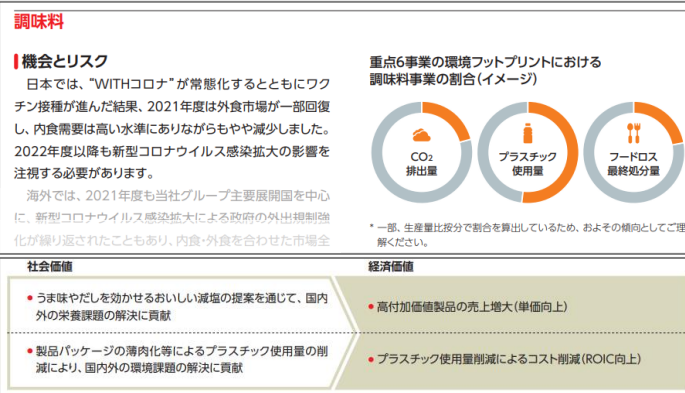 調味料
機会とリスク
日本では、“WITHコロナ”が常態化するとともにワク
チン接種が進んだ結果、2021年度は外食市場が一部回復
し、内食需要は高い水準にありながらもやや減少しました。
2022年度以降も新型コロナウイルス感染拡大の影響を
注視する必要があります。
海外では、2021年度も当社グループ主要展開国を中心
に、新型コロナウイルス感染拡大による政府の外出規制強
化が繰り返されたこともあり、内食・外食を合わせた市場全
重点6事業の環境フットプリントにおける
調味料事業の割合(イメージ)
CO2
排出量
プラスチック
使用量
フードロス
最終処分量
* 一部、生産量比按分で割合を算出しているため、おおよその傾向としてご理
解ください。
社会価値
経済価値
● うま味やだしを効かせるおいしい減塩の提案を通じて、国内
外の栄養課題の解決に貢献
● 高付加価値製品の売上増大(単価向上)
● 製品パッケージの薄肉化等によるプラスチック使用量の削
減により、国内外の環境課題の解決に貢献
● プラスチック使用量削減によるコスト削減(ROIC向上)